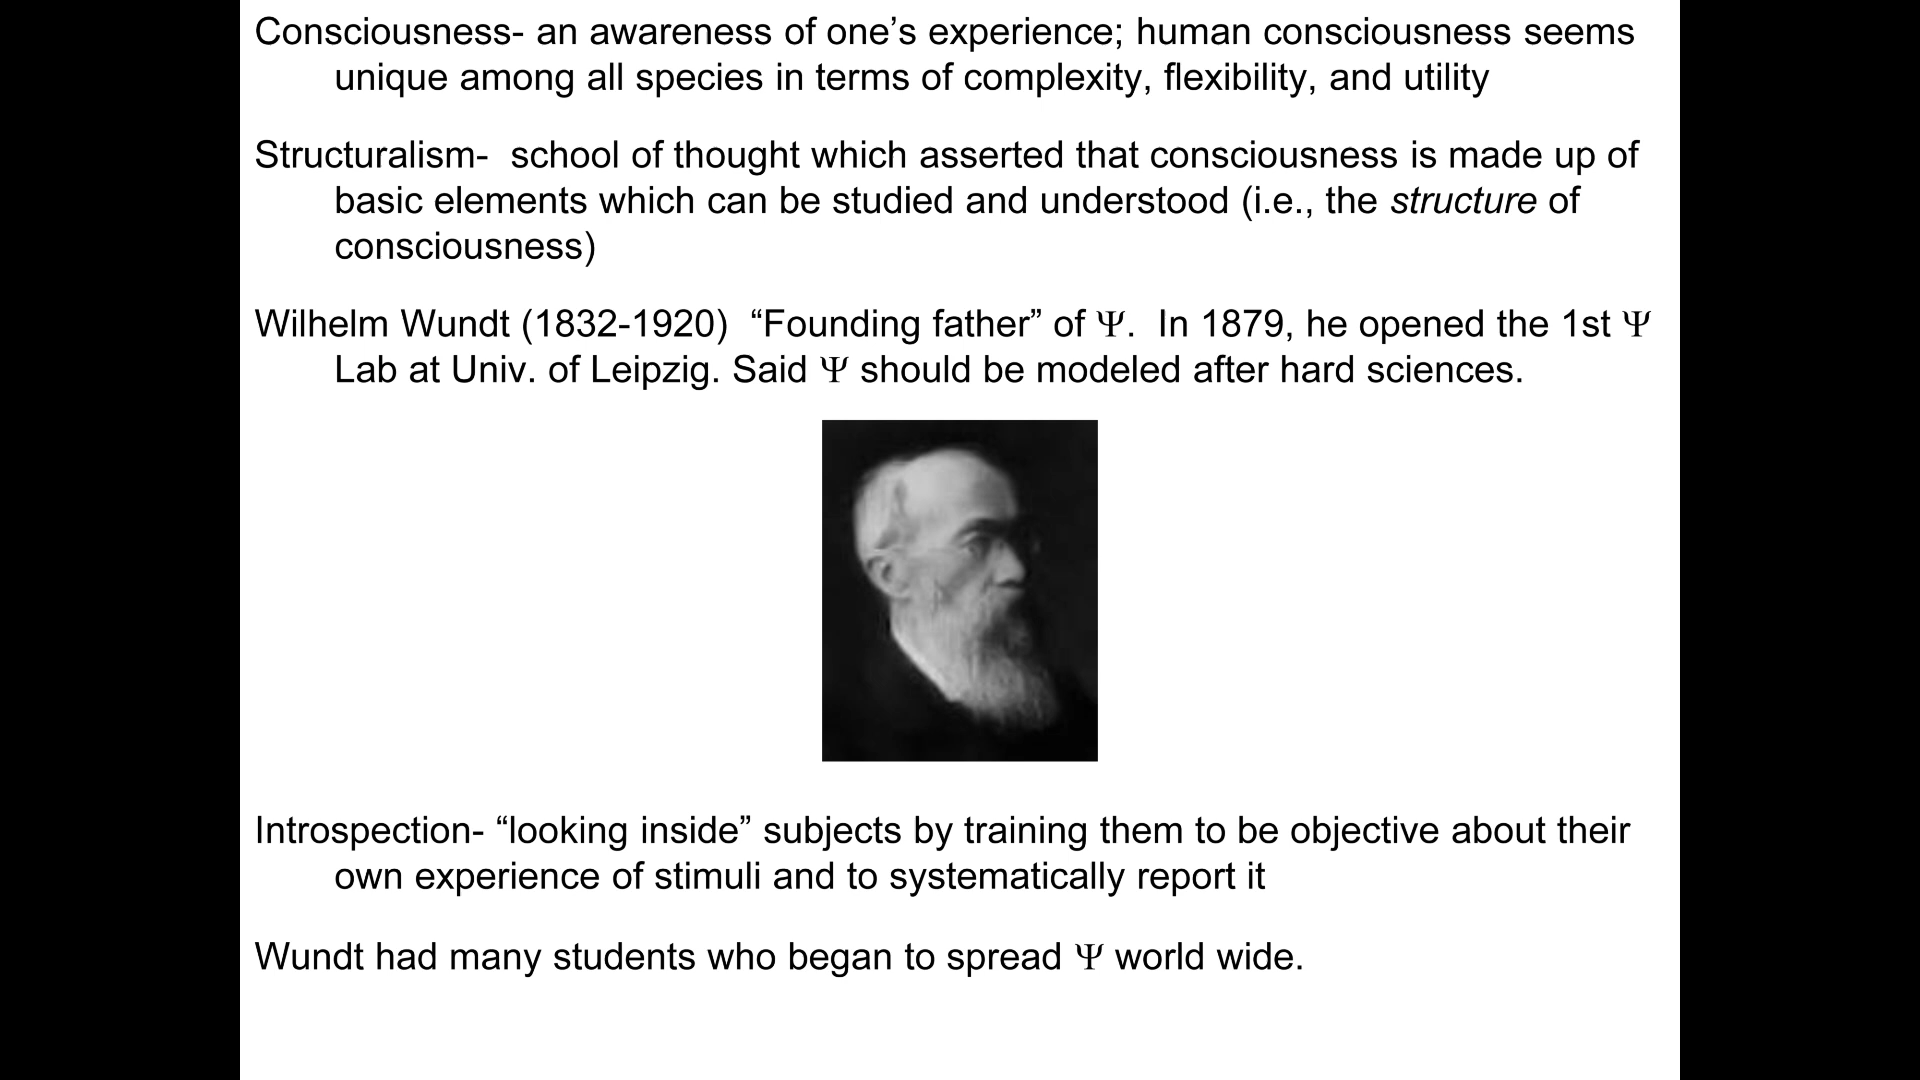 Consciousness- an awareness of one’s experience; human consciousness seems
unique among all species in terms of complexity, flexibility, and utility
Structuralism-  school of thought which asserted that consciousness is made up of
basic elements which can be studied and understood (i.e., the structure of
consciousness)
Wilhelm Wundt (1832-1920)  “Founding father” of Ψ.  In 1879, he opened the 1st Ψ
Lab at Univ. of Leipzig. Said Ψ should be modeled after hard sciences.
Introspection- “looking inside” subjects by training them to be objective about their
own experience of stimuli and to systematically report it
Wundt had many students who began to spread Ψ world wide.